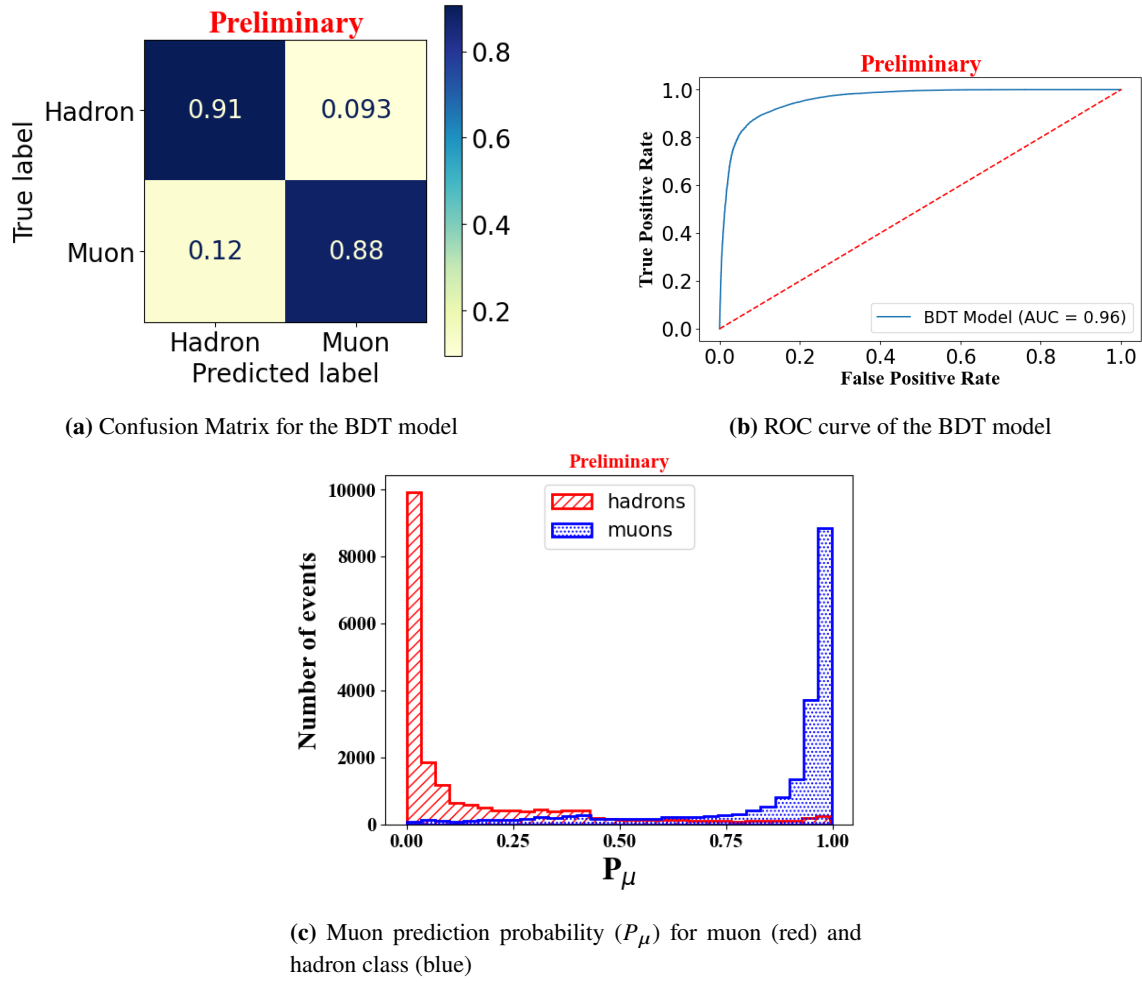 Preliminary
Hadron
Muon
True label
0.91 0.093
0.12 0.88
Hadron Muon
Predicted label
0.8
0.6
0.4
0.2
(a) Confusion Matrix for the BDT model
Preliminary
True Positive Rate
1.0
0.8
0.6
0.4
0.2
0.0
BDT Model (AUC = 0.96)
0.0 0.2 0.4 0.6 0.8 1.0
False Positive Rate
(b) ROC curve of the BDT model
Preliminary
Number of events
10000
8000
6000
4000
2000
0
hadrons
muons
0.00 0.25 0.50 0.75 1.00
Pμ
(c) Muon prediction probability (Pμ) for muon (red) and
hadron class (blue)